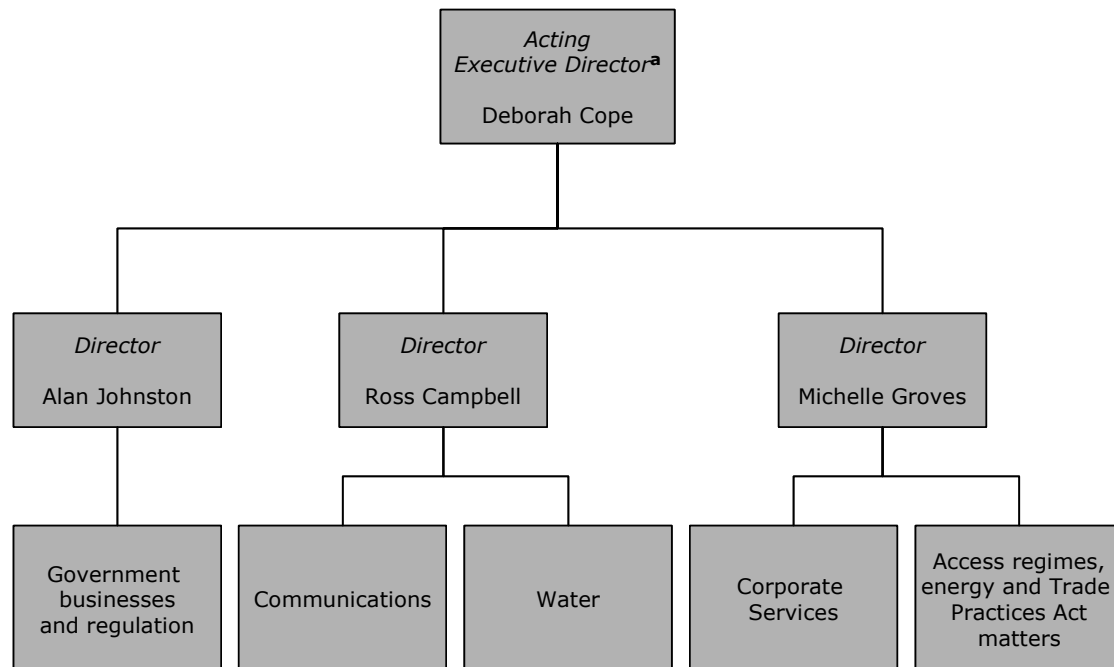 Acting
Executive Directorᵃ
Deborah Cope
Director
Alan Johnston
Director
Ross Campbell
Director
Michelle Groves
Government
businesses
and regulation
Communications
Water
Corporate
Services
Access regimes,
energy and Trade
Practices Act
matters